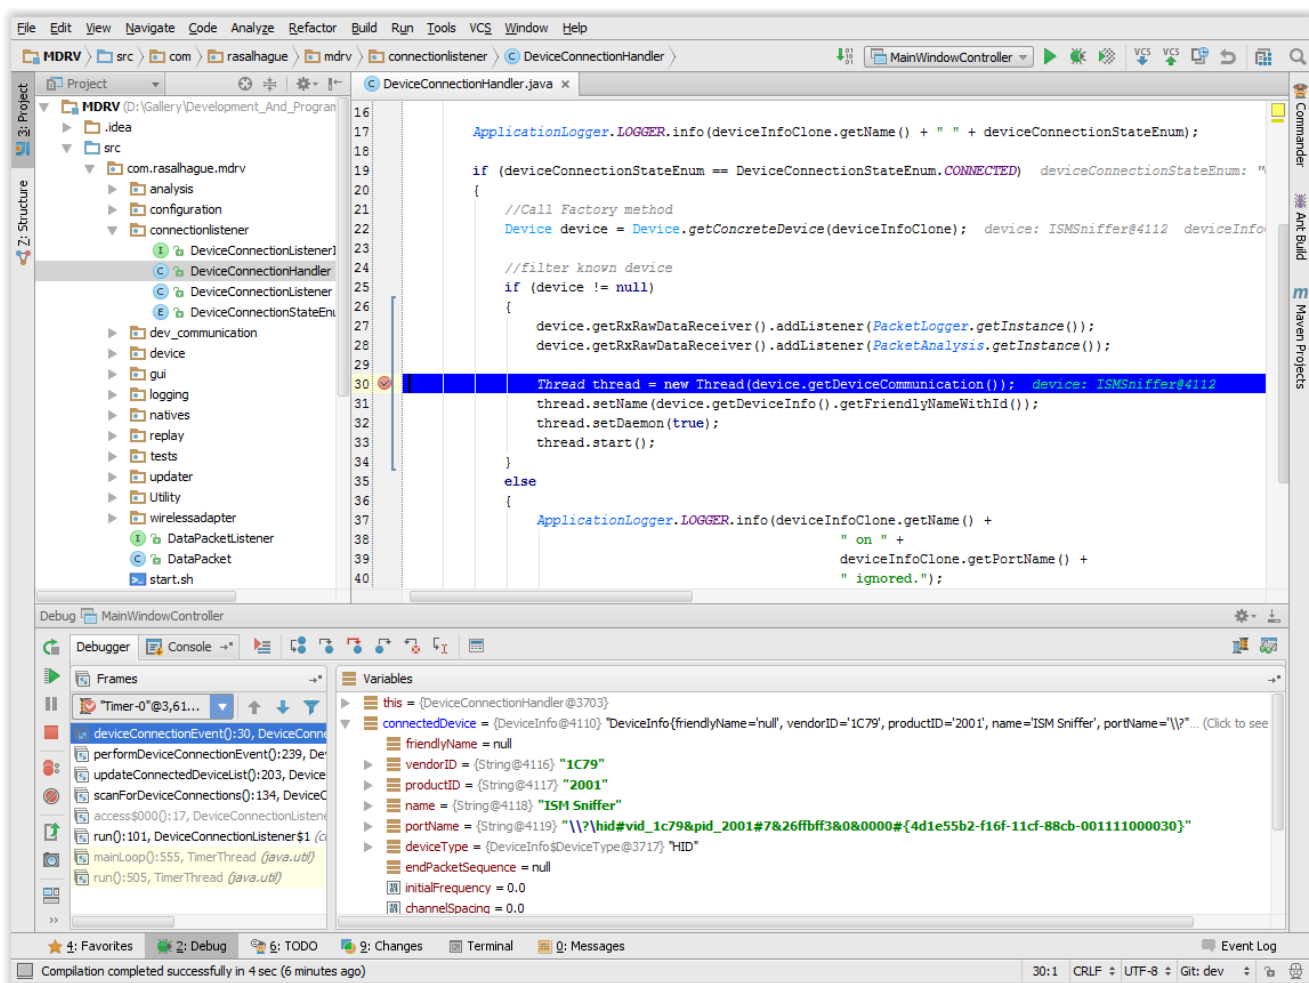 File Edit View Navigate Code Analyze Refactor Build Run Tools VCS Window Help
MDRV src com rasalhague mdrv connectionlistener DeviceConnectionHandler MainWindowController VCS VCS
Project DeviceConnectionHandler.java
3: Project
Z: Structure
MDRV (D:\Gallery\Development_And_Program
.idea
src
com.rasalhague.mdrv
analysis
configuration
connectionlistener
DeviceConnectionListenerI
DeviceConnectionHandler
DeviceConnectionListener
DeviceConnectionStateEnu
dev_communication
device
gui
logging
natives
replay
tests
updater
Utility
wirelessadapter
DataPacketListener
DataPacket
start.sh
16
17 ApplicationLogger.LOGGER.info(deviceInfoClone.getName() + " " + deviceConnectionStateEnum);
18
19 if (deviceConnectionStateEnum == DeviceConnectionStateEnum.CONNECTED) deviceConnectionStateEnum: "
20 {
21 //Call Factory method
22 Device device = Device.getConcreteDevice(deviceInfoClone); device: ISMSniffer@4112 deviceInfo
23
24 //filter known device
25 if (device != null)
26 {
27 device.getRxRawDataReceiver().addListener(PacketLogger.getInstance());
28 device.getRxRawDataReceiver().addListener(PacketAnalysis.getInstance());
29
30 Thread thread = new Thread(device.getDeviceCommunication()); device: ISMSniffer@4112
31 thread.setName(device.getDeviceInfo().getFriendlyNameWithId());
32 thread.setDaemon(true);
33 thread.start();
34 }
35 else
36 {
37 ApplicationLogger.LOGGER.info(deviceInfoClone.getName() +
38 " on " +
39 deviceInfoClone.getPortName() +
40 " ignored.");
Commander
Ant Build
Maven Projects
Debug MainWindowController
Debugger Console
Frames
"Timer-0"@3,61...
deviceConnectionEvent():30, DeviceConne
performDeviceConnectionEvent():239, De
updateConnectedDeviceList():203, Device
scanForDeviceConnections():134, DeviceC
access$000():17, DeviceConnectionListene
run():101, DeviceConnectionListener$1 (c
mainLoop():555, TimerThread (java.util)
run():505, TimerThread (java.util)
Variables
this = {DeviceConnectionHandler@3703}
connectedDevice = {DeviceInfo@4110} "DeviceInfo{friendlyName='null', vendorID='1C79', productID='2001', name='ISM Sniffer', portName='\\?"... (Click to see
friendlyName = null
vendorID = {String@4116} "1C79"
productID = {String@4117} "2001"
name = {String@4118} "ISM Sniffer"
portName = {String@4119} "\\?\hid#vid_1c79&pid_2001#7&26ffbff3&0&0000#{4d1e55b2-f16f-11cf-88cb-001111000030}"
deviceType = {DeviceInfo$DeviceType@3717} "HID"
endPacketSequence = null
initialFrequency = 0.0
channelSpacing = 0.0
4: Favorites 2: Debug 6: TODO 9: Changes Terminal 0: Messages Event Log
Compilation completed successfully in 4 sec (6 minutes ago) 30:1 CRLF UTF-8 Git: dev